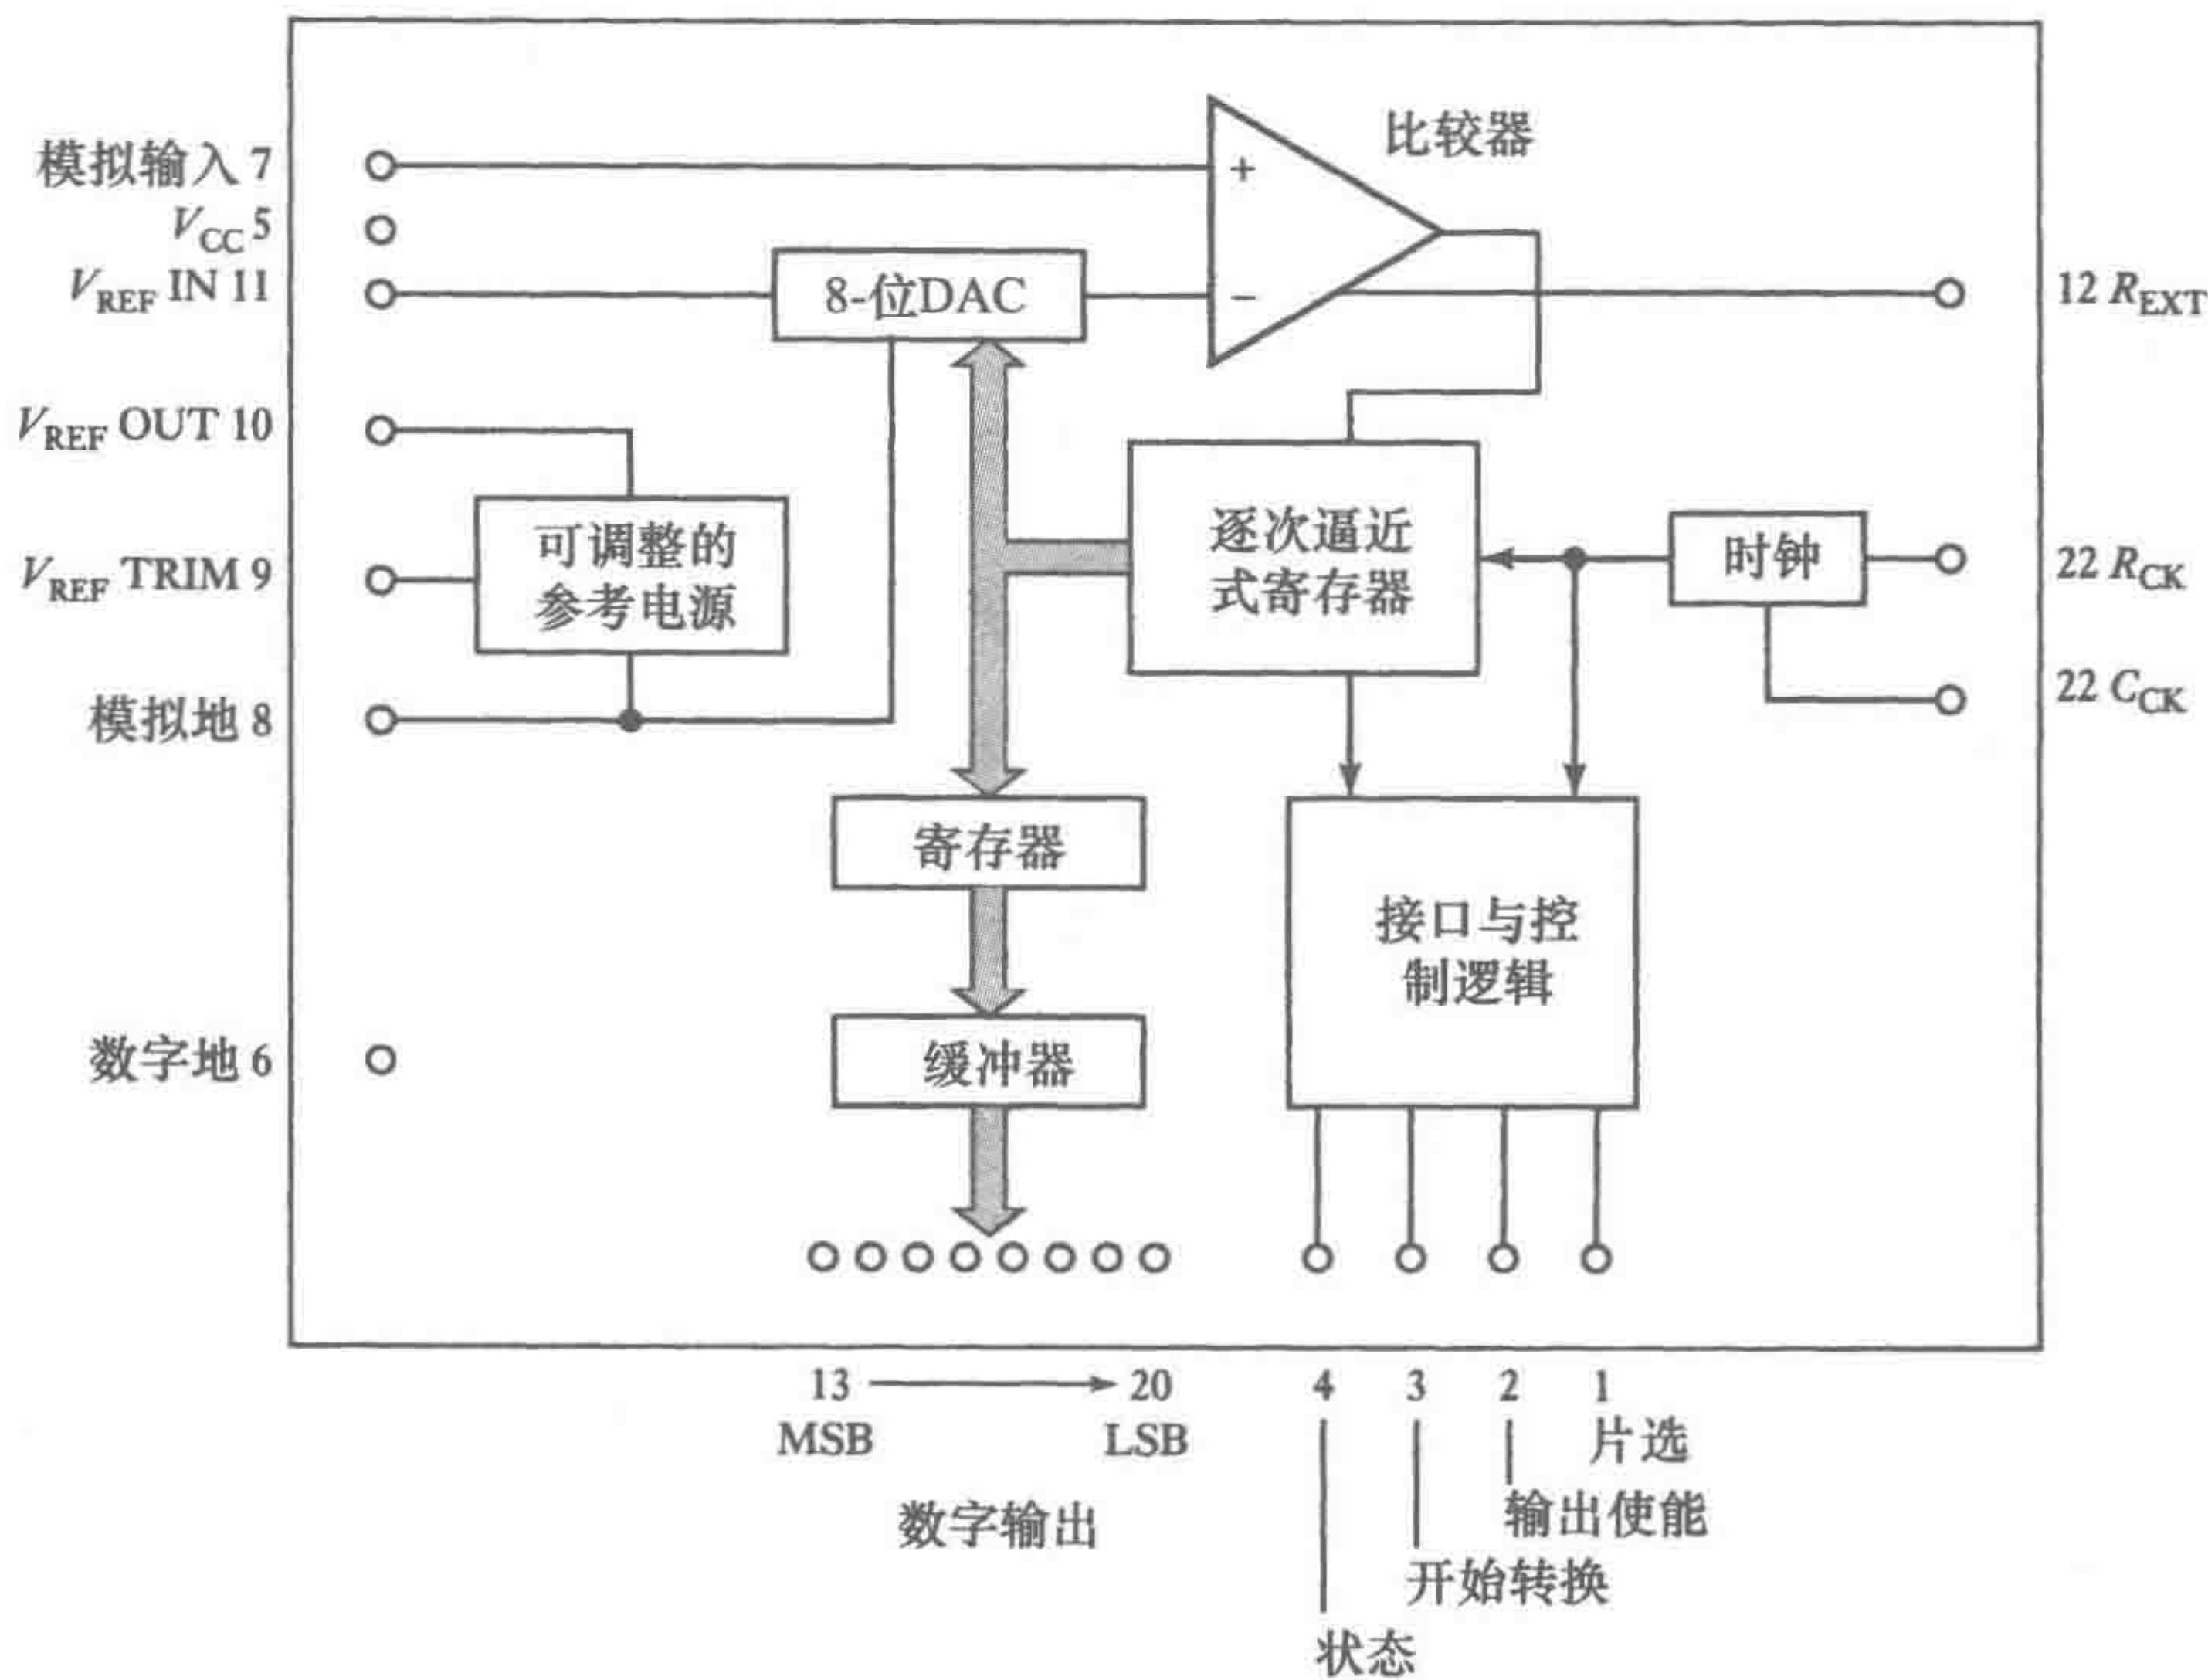 模拟输入 7
V_CC 5
V_REF IN 11
V_REF OUT 10
V_REF TRIM 9
模拟地 8
数字地 6
比较器
+
−
8-位DAC
12 R_EXT
可调整的
参考电源
逐次逼近
式寄存器
时钟
22 R_CK
22 C_CK
寄存器
缓冲器
接口与控
制逻辑
13 20 4 3 2 1
MSB LSB 片选
数字输出 输出使能
开始转换
状态